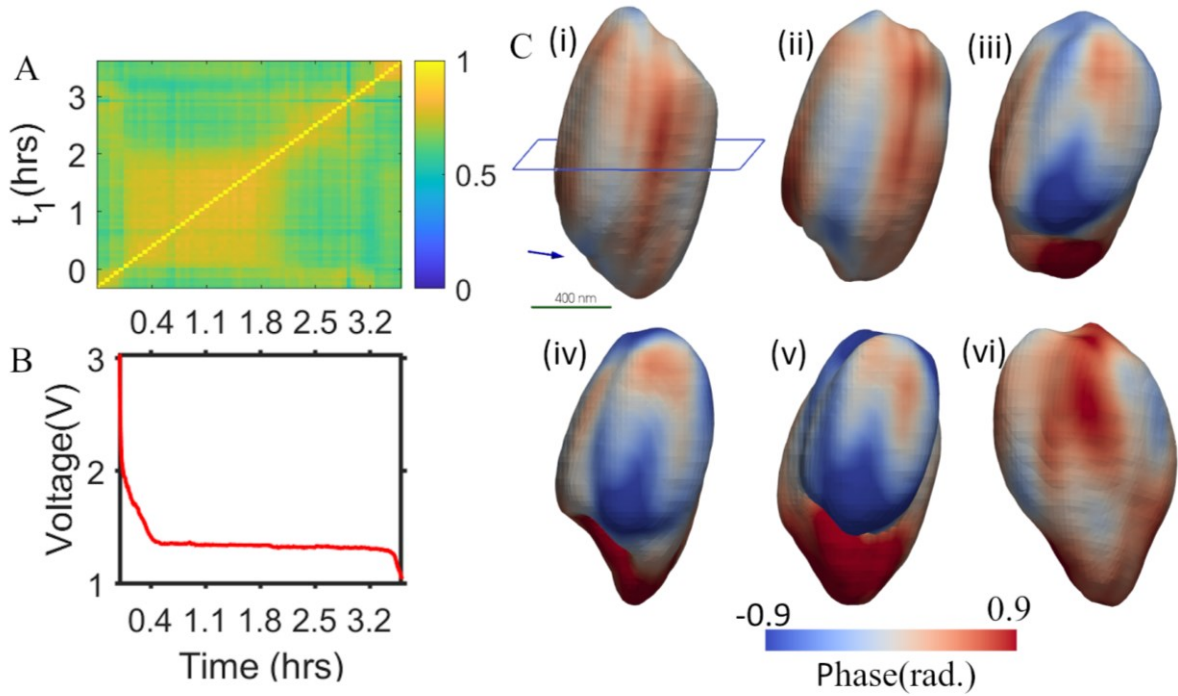 A
1
0.5
0
t1(hrs)
3
2
1
0
0.4 1.1 1.8 2.5 3.2
B
3
2
1
Voltage(V)
0.4 1.1 1.8 2.5 3.2
Time (hrs)
C
(i)
(ii)
(iii)
400 nm
(iv)
(v)
(vi)
-0.9 0.9
Phase(rad.)